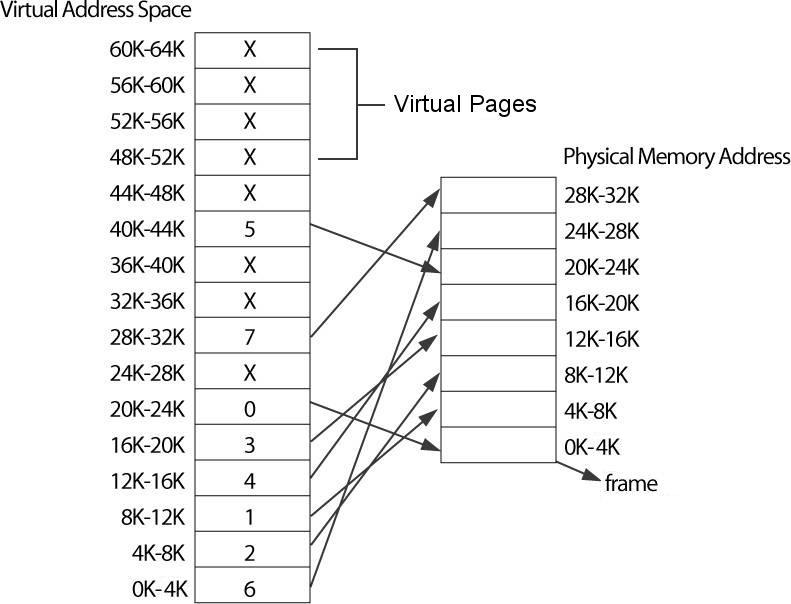 Virtual Address Space
60K-64K X
56K-60K X
52K-56K X
48K-52K X
44K-48K X
40K-44K 5
36K-40K X
32K-36K X
28K-32K 7
24K-28K X
20K-24K 0
16K-20K 3
12K-16K 4
8K-12K 1
4K-8K 2
0K-4K 6
Virtual Pages
Physical Memory Address
28K-32K
24K-28K
20K-24K
16K-20K
12K-16K
8K-12K
4K-8K
0K-4K
frame